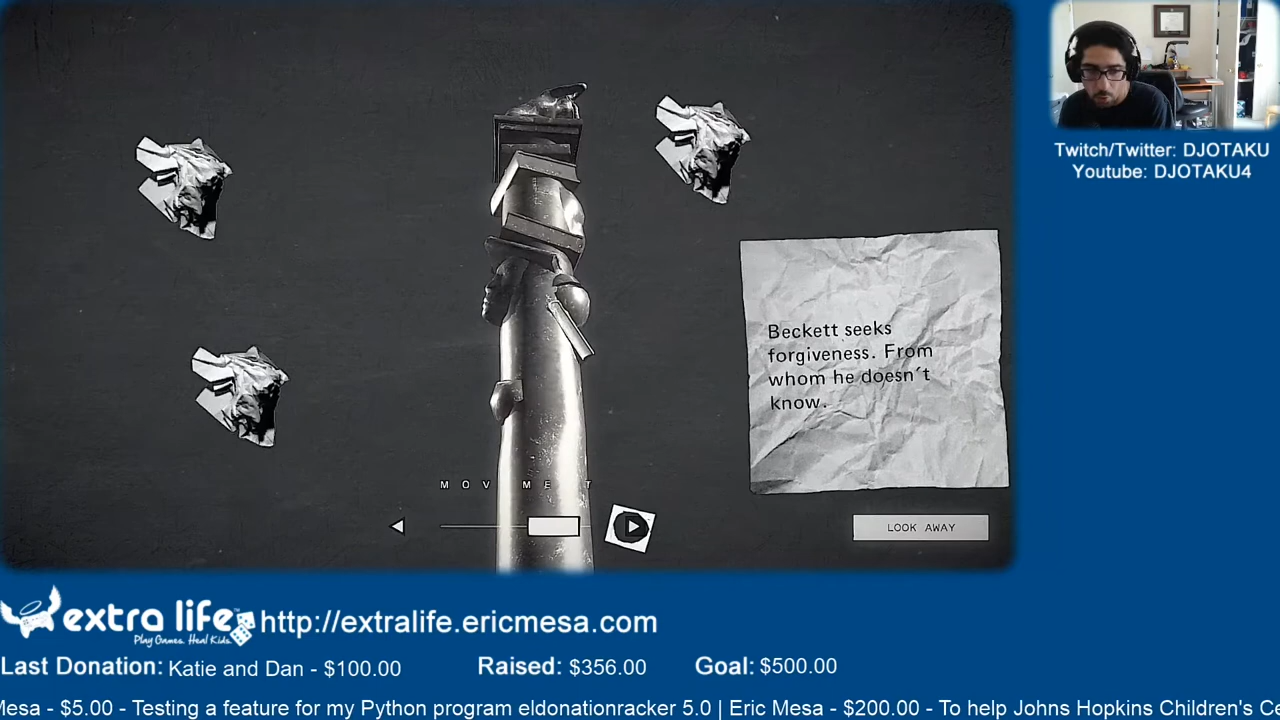 Twitch/Twitter: DJOTAKU
Youtube: DJOTAKU4
Beckett seeks
forgiveness. From
whom he doesn't
know.
MOVEMENT
LOOK AWAY
extra life
Play Games. Heal Kids.
http://extralife.ericmesa.com
Last Donation: Katie and Dan - $100.00
Raised: $356.00
Goal: $500.00
Mesa - $5.00 - Testing a feature for my Python program eldonationracker 5.0 | Eric Mesa - $200.00 - To help Johns Hopkins Children's Ce